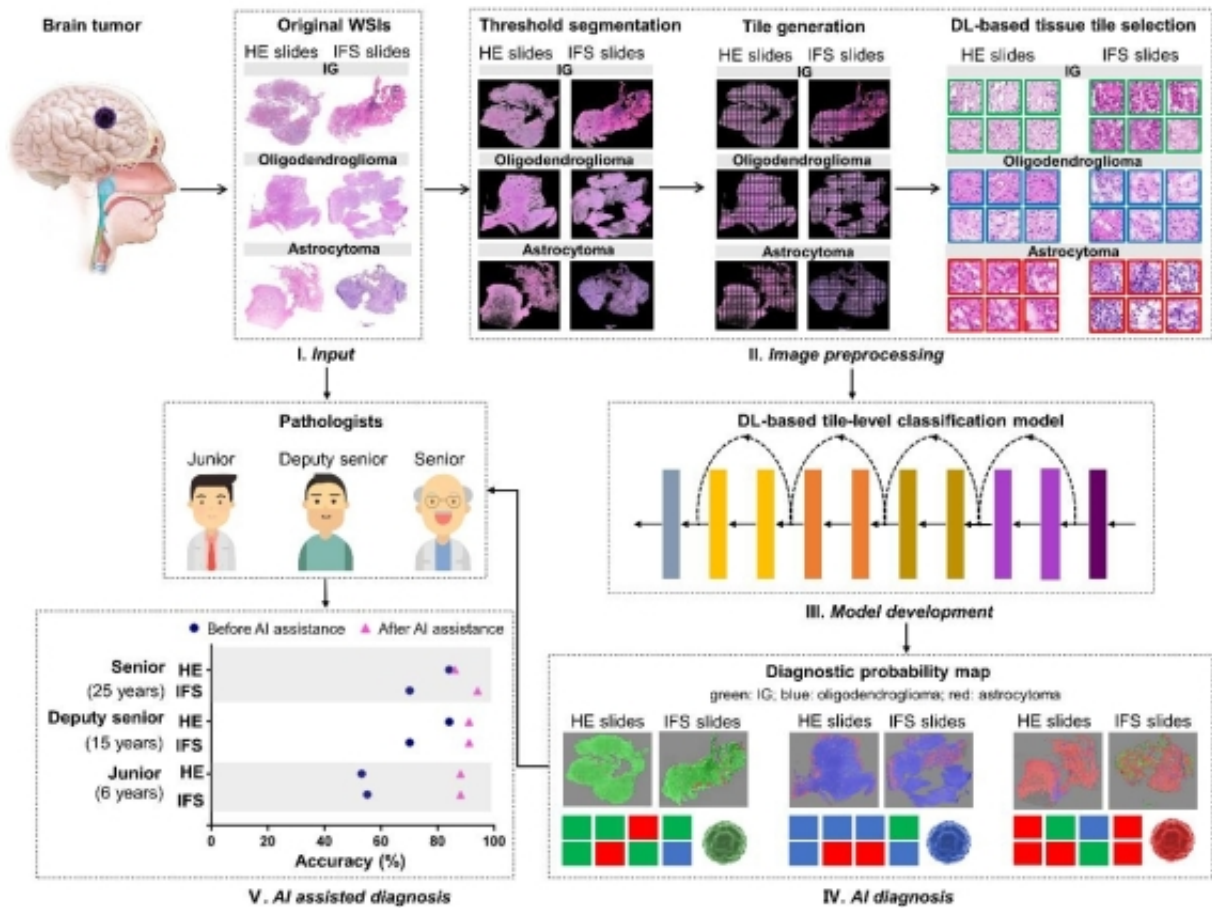 Brain tumor
Original WSIs
HE slides IFS slides
IG
Oligodendroglioma
Astrocytoma
I. Input
Threshold segmentation
HE slides IFS slides
IG
Oligodendroglioma
Astrocytoma
Tile generation
HE slides IFS slides
IG
Oligodendroglioma
Astrocytoma
DL-based tissue tile selection
HE slides IFS slides
IG
Oligodendroglioma
Astrocytoma
II. Image preprocessing
Pathologists
Junior Deputy senior Senior
DL-based tile-level classification model
III. Model development
Before AI assistance After AI assistance
Senior HE
(25 years) IFS
Deputy senior HE
(15 years) IFS
Junior HE
(6 years) IFS
0 20 40 60 80 100
Accuracy (%)
V. AI assisted diagnosis
Diagnostic probability map
green: IG; blue: oligodendroglioma; red: astrocytoma
HE slides IFS slides HE slides IFS slides HE slides IFS slides
IV. AI diagnosis